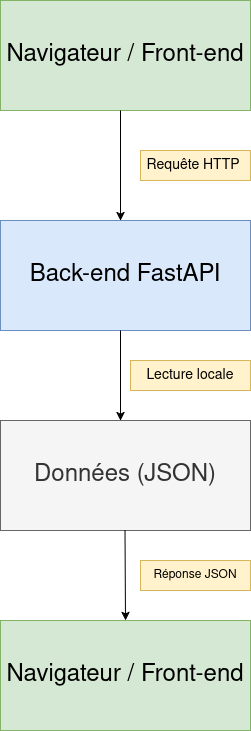 Navigateur / Front-end
Requête HTTP
Back-end FastAPI
Lecture locale
Données (JSON)
Réponse JSON
Navigateur / Front-end